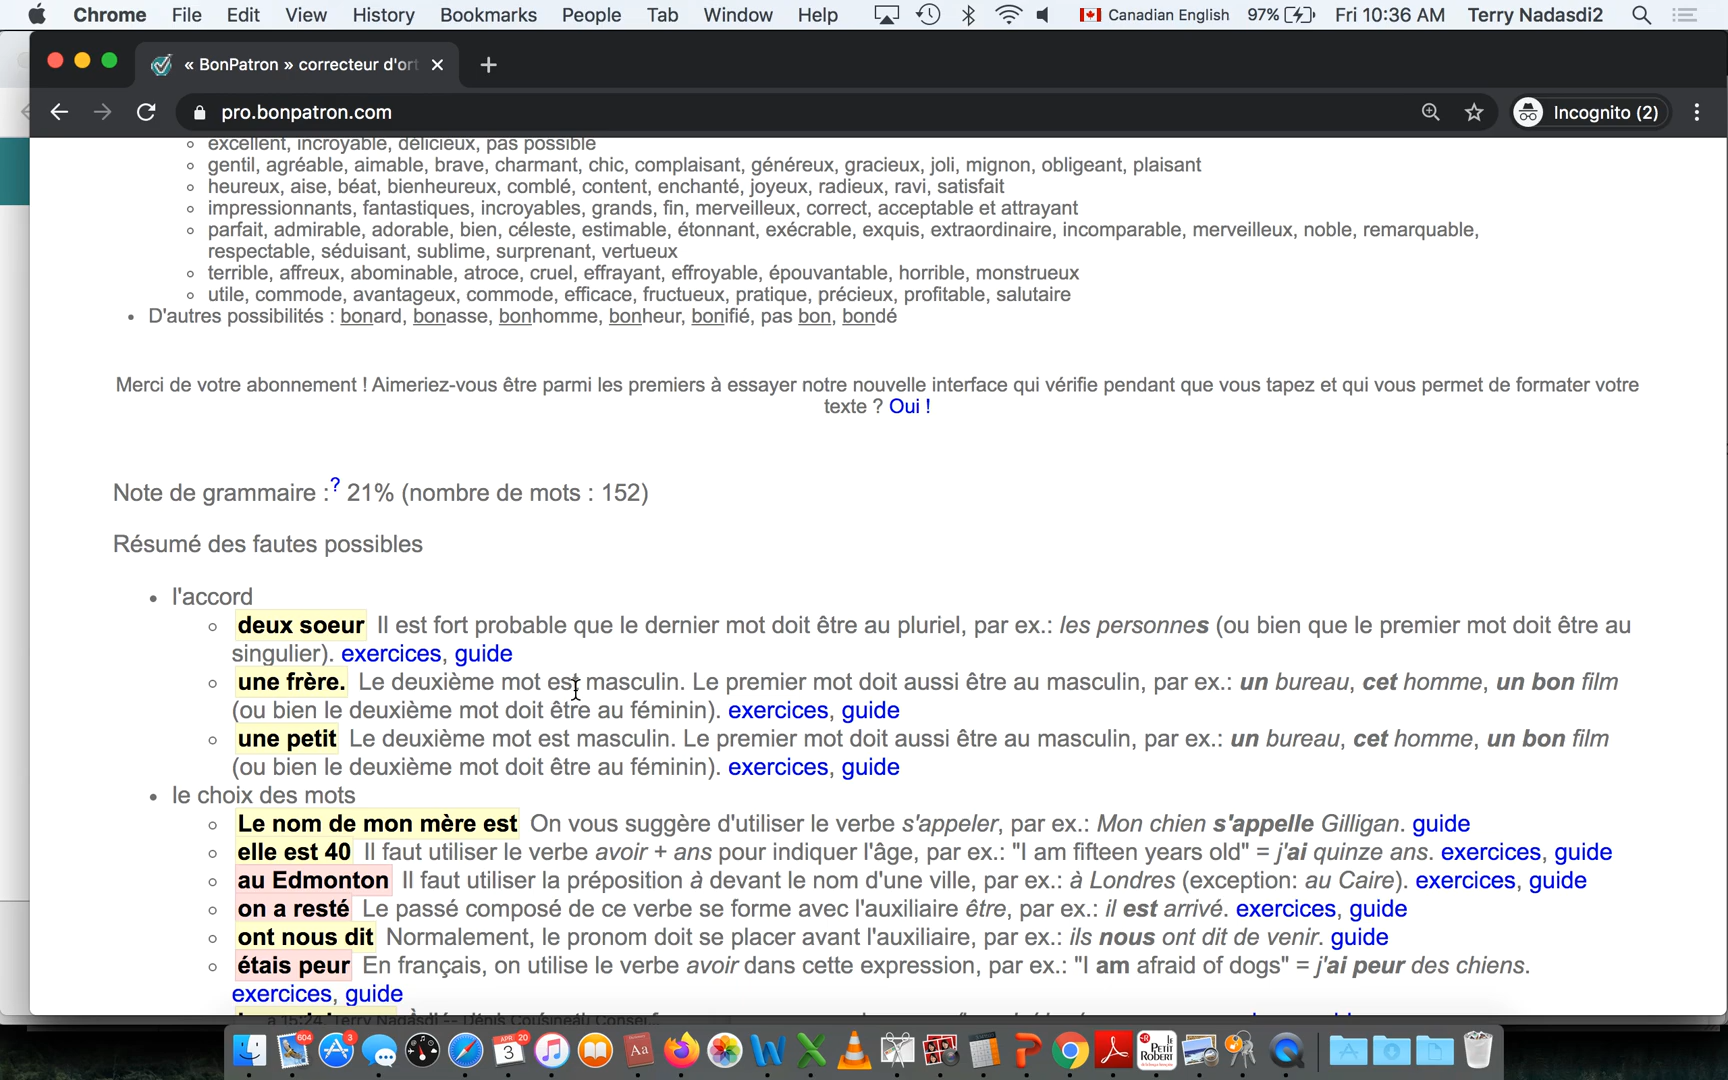 Chrome File Edit View History Bookmarks People Tab Window Help Canadian English 97% Fri 10:36 AM Terry Nadasdi2
« BonPatron » correcteur d'ort
pro.bonpatron.com Incognito (2)
excellent, incroyable, délicieux, pas possible
gentil, agréable, aimable, brave, charmant, chic, complaisant, généreux, gracieux, joli, mignon, obligeant, plaisant
heureux, aise, béat, bienheureux, comblé, content, enchanté, joyeux, radieux, ravi, satisfait
impressionnants, fantastiques, incroyables, grands, fin, merveilleux, correct, acceptable et attrayant
parfait, admirable, adorable, bien, céleste, estimable, étonnant, exécrable, exquis, extraordinaire, incomparable, merveilleux, noble, remarquable,
respectable, séduisant, sublime, surprenant, vertueux
terrible, affreux, abominable, atroce, cruel, effrayant, effroyable, épouvantable, horrible, monstrueux
utile, commode, avantageux, commode, efficace, fructueux, pratique, précieux, profitable, salutaire
D'autres possibilités : bonard, bonasse, bonhomme, bonheur, bonifié, pas bon, bondé
Merci de votre abonnement ! Aimeriez-vous être parmi les premiers à essayer notre nouvelle interface qui vérifie pendant que vous tapez et qui vous permet de formater votre
texte ? Oui !
Note de grammaire :? 21% (nombre de mots : 152)
Résumé des fautes possibles
l'accord
deux soeur Il est fort probable que le dernier mot doit être au pluriel, par ex.: les personnes (ou bien que le premier mot doit être au
singulier). exercices, guide
une frère. Le deuxième mot est masculin. Le premier mot doit aussi être au masculin, par ex.: un bureau, cet homme, un bon film
(ou bien le deuxième mot doit être au féminin). exercices, guide
une petit Le deuxième mot est masculin. Le premier mot doit aussi être au masculin, par ex.: un bureau, cet homme, un bon film
(ou bien le deuxième mot doit être au féminin). exercices, guide
le choix des mots
Le nom de mon mère est On vous suggère d'utiliser le verbe s'appeler, par ex.: Mon chien s'appelle Gilligan. guide
elle est 40 Il faut utiliser le verbe avoir + ans pour indiquer l'âge, par ex.: "I am fifteen years old" = j'ai quinze ans. exercices, guide
au Edmonton Il faut utiliser la préposition à devant le nom d'une ville, par ex.: à Londres (exception: au Caire). exercices, guide
on a resté Le passé composé de ce verbe se forme avec l'auxiliaire être, par ex.: il est arrivé. exercices, guide
ont nous dit Normalement, le pronom doit se placer avant l'auxiliaire, par ex.: ils nous ont dit de venir. guide
étais peur En français, on utilise le verbe avoir dans cette expression, par ex.: "I am afraid of dogs" = j'ai peur des chiens.
exercices, guide
604 3 APR 20 3 Aa Le PETIT ROBERT